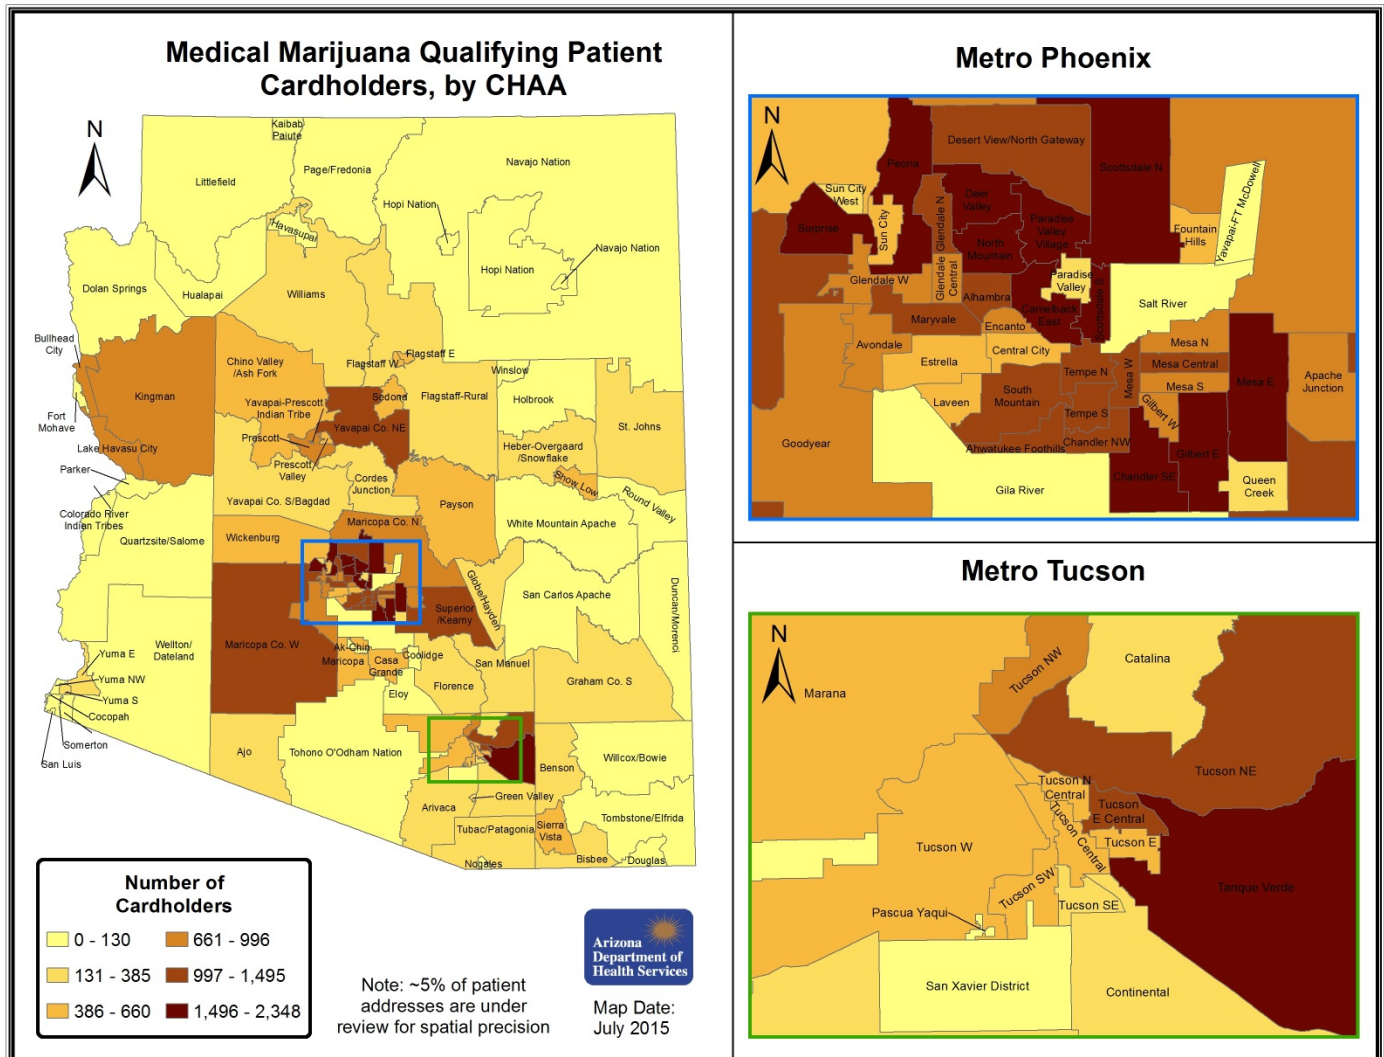 Medical Marijuana Qualifying Patient
Cardholders, by CHAA
N
Kaibab
Paiute
Littlefield
Page/Fredonia
Navajo Nation
Hopi Nation
Havasupai
Navajo Nation
Hopi Nation
Dolan Springs
Hualapai
Williams
Bullhead
City
Kingman
Chino Valley
/Ash Fork
Flagstaff W
Flagstaff E
Winslow
Flagstaff-Rural
Holbrook
St. Johns
Yavapai-Prescott
Indian Tribe
Sedona
Yavapai Co. NE
Fort
Mohave
Prescott
Lake Havasu City
Prescott
Valley
Heber-Overgaard
/Snowflake
Show Low
Parker
Cordes
Junction
Yavapai Co. S/Bagdad
Payson
Round Valley
Colorado River
Indian Tribes
Maricopa Co. N
White Mountain Apache
Quartzsite/Salome
Wickenburg
Globe/Hayden
San Carlos Apache
Duncan/Morenci
Superior
/Kearny
Wellton/
Dateland
Maricopa Co. W
Ak-Chin
Maricopa
Casa
Grande
Coolidge
San Manuel
Yuma E
Yuma NW
Yuma S
Cocopah
Somerton
San Luis
Eloy
Florence
Graham Co. S
Ajo
Tohono O'Odham Nation
Benson
Willcox/Bowie
Arivaca
Green Valley
Tubac/Patagonia
Sierra
Vista
Tombstone/Elfrida
Nogales
Bisbee
Douglas
Number of
Cardholders
0 - 130
661 - 996
131 - 385
997 - 1,495
386 - 660
1,496 - 2,348
Note: ~5% of patient
addresses are under
review for spatial precision
Arizona
Department of
Health Services
Map Date:
July 2015
Metro Phoenix
N
Desert View/North Gateway
Peoria
Scottsdale N
Sun City
West
Yavapai-FT McDowell
Deer
Valley
Surprise
Sun City
Glendale N
Paradise
Valley
Village
Fountain
Hills
North
Mountain
Glendale W
Glendale
Central
Paradise
Valley
Alhambra
Scottsdale S
Salt River
Maryvale
Camelback
East
Encanto
Avondale
Central City
Mesa N
Estrella
Mesa Central
Tempe N
Mesa W
Mesa S
Mesa E
Apache
Junction
Laveen
South
Mountain
Tempe S
Gilbert W
Goodyear
Ahwatukee Foothills
Chandler NW
Gilbert E
Chandler SE
Gila River
Queen
Creek
Metro Tucson
N
Tucson NW
Catalina
Marana
Tucson NE
Tucson N
Central
Tucson
E Central
Tucson Central
Tucson E
Tucson W
Tucson SW
Tanque Verde
Tucson SE
Pascua Yaqui
San Xavier District
Continental